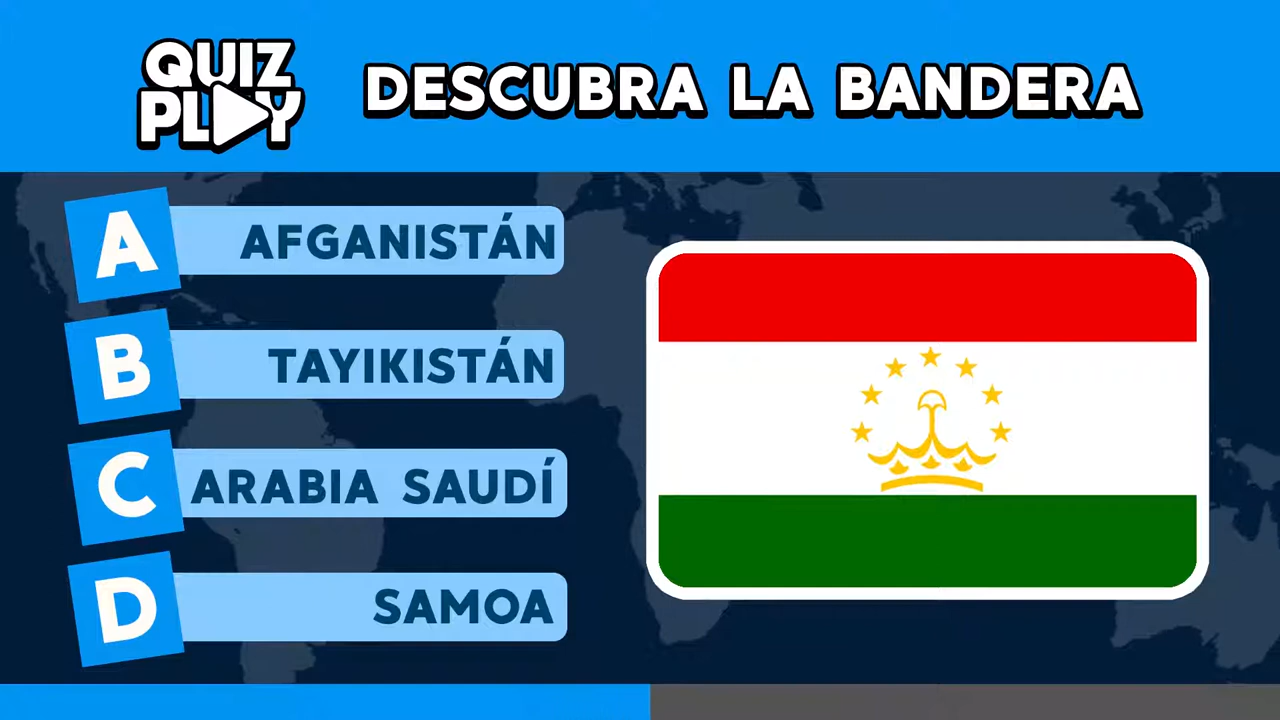 QUIZ
PLAY
DESCUBRA LA BANDERA
A
AFGANISTÁN
B
TAYIKISTÁN
C
ARABIA SAUDÍ
D
SAMOA